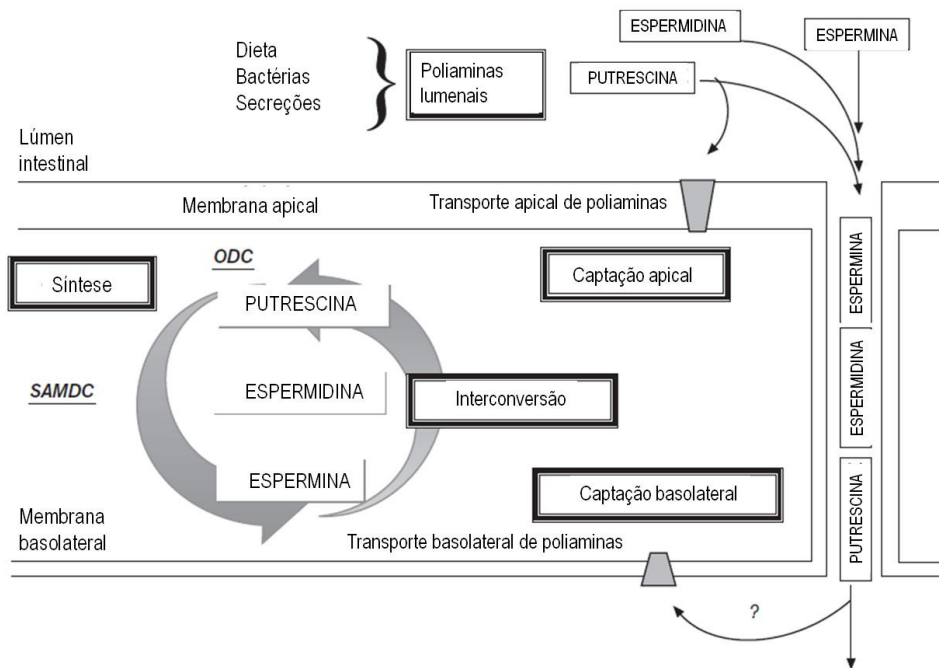 ESPERMIDINA
ESPERMINA
Dieta
Bactérias
Secreções
Poliaminas
lumenais
PUTRESCINA
Lúmen
intestinal
Membrana apical
Transporte apical de poliaminas
ODC
Síntese
Captação apical
PUTRESCINA
ESPERMINA
SAMDC
ESPERMIDINA
Interconversão
ESPERMIDINA
ESPERMINA
Captação basolateral
PUTRESCINA
Membrana
basolateral
Transporte basolateral de poliaminas
?